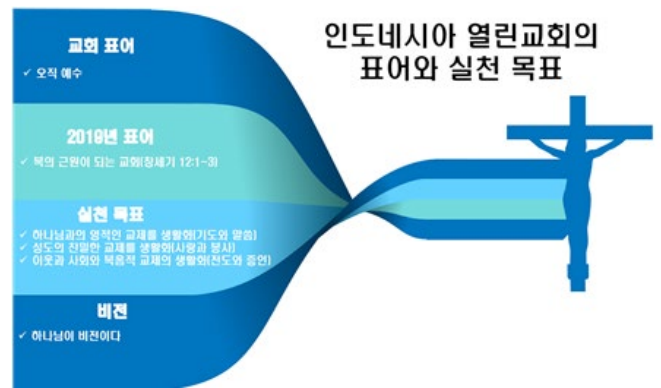 인도네시아 열린교회의
표어와 실천 목표
교회 표어
✓ 오직 예수
2019년 표어
✓ 복의 근원이 되는 교회(창세기 12:1~3)
실천 목표
✓ 하나님과의 영적인 교제를 생활화(기도와 말씀)
✓ 성도의 친밀한 교제를 생활화(사랑과 봉사)
✓ 이웃과 사회와 복음적 교제의 생활화(전도와 증인)
비전
✓ 하나님이 비전이다